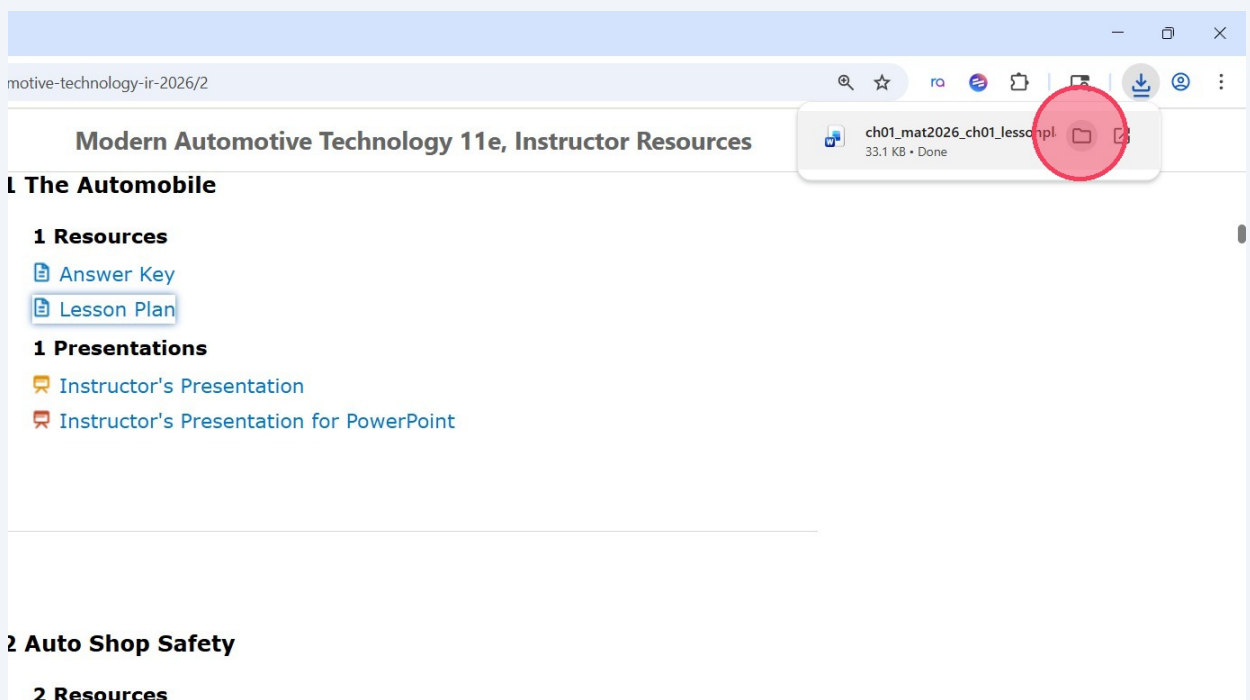 motive-technology-ir-2026/2
ra
ch01_mat2026_ch01_lessonpl
33.1 KB • Done
Modern Automotive Technology 11e, Instructor Resources
1 The Automobile
1 Resources
Answer Key
Lesson Plan
1 Presentations
Instructor's Presentation
Instructor's Presentation for PowerPoint
2 Auto Shop Safety
2 Resources